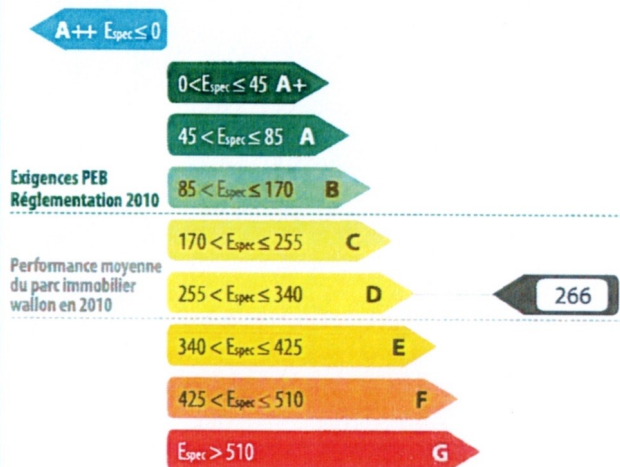 A++ Espec ≤ 0
0 < Espec ≤ 45 A+
45 < Espec ≤ 85 A
Exigences PEB
Réglementation 2010
85 < Espec ≤ 170 B
170 < Espec ≤ 255 C
Performance moyenne
du parc immobilier
wallon en 2010
255 < Espec ≤ 340 D
266
340 < Espec ≤ 425 E
425 < Espec ≤ 510 F
Espec > 510 G